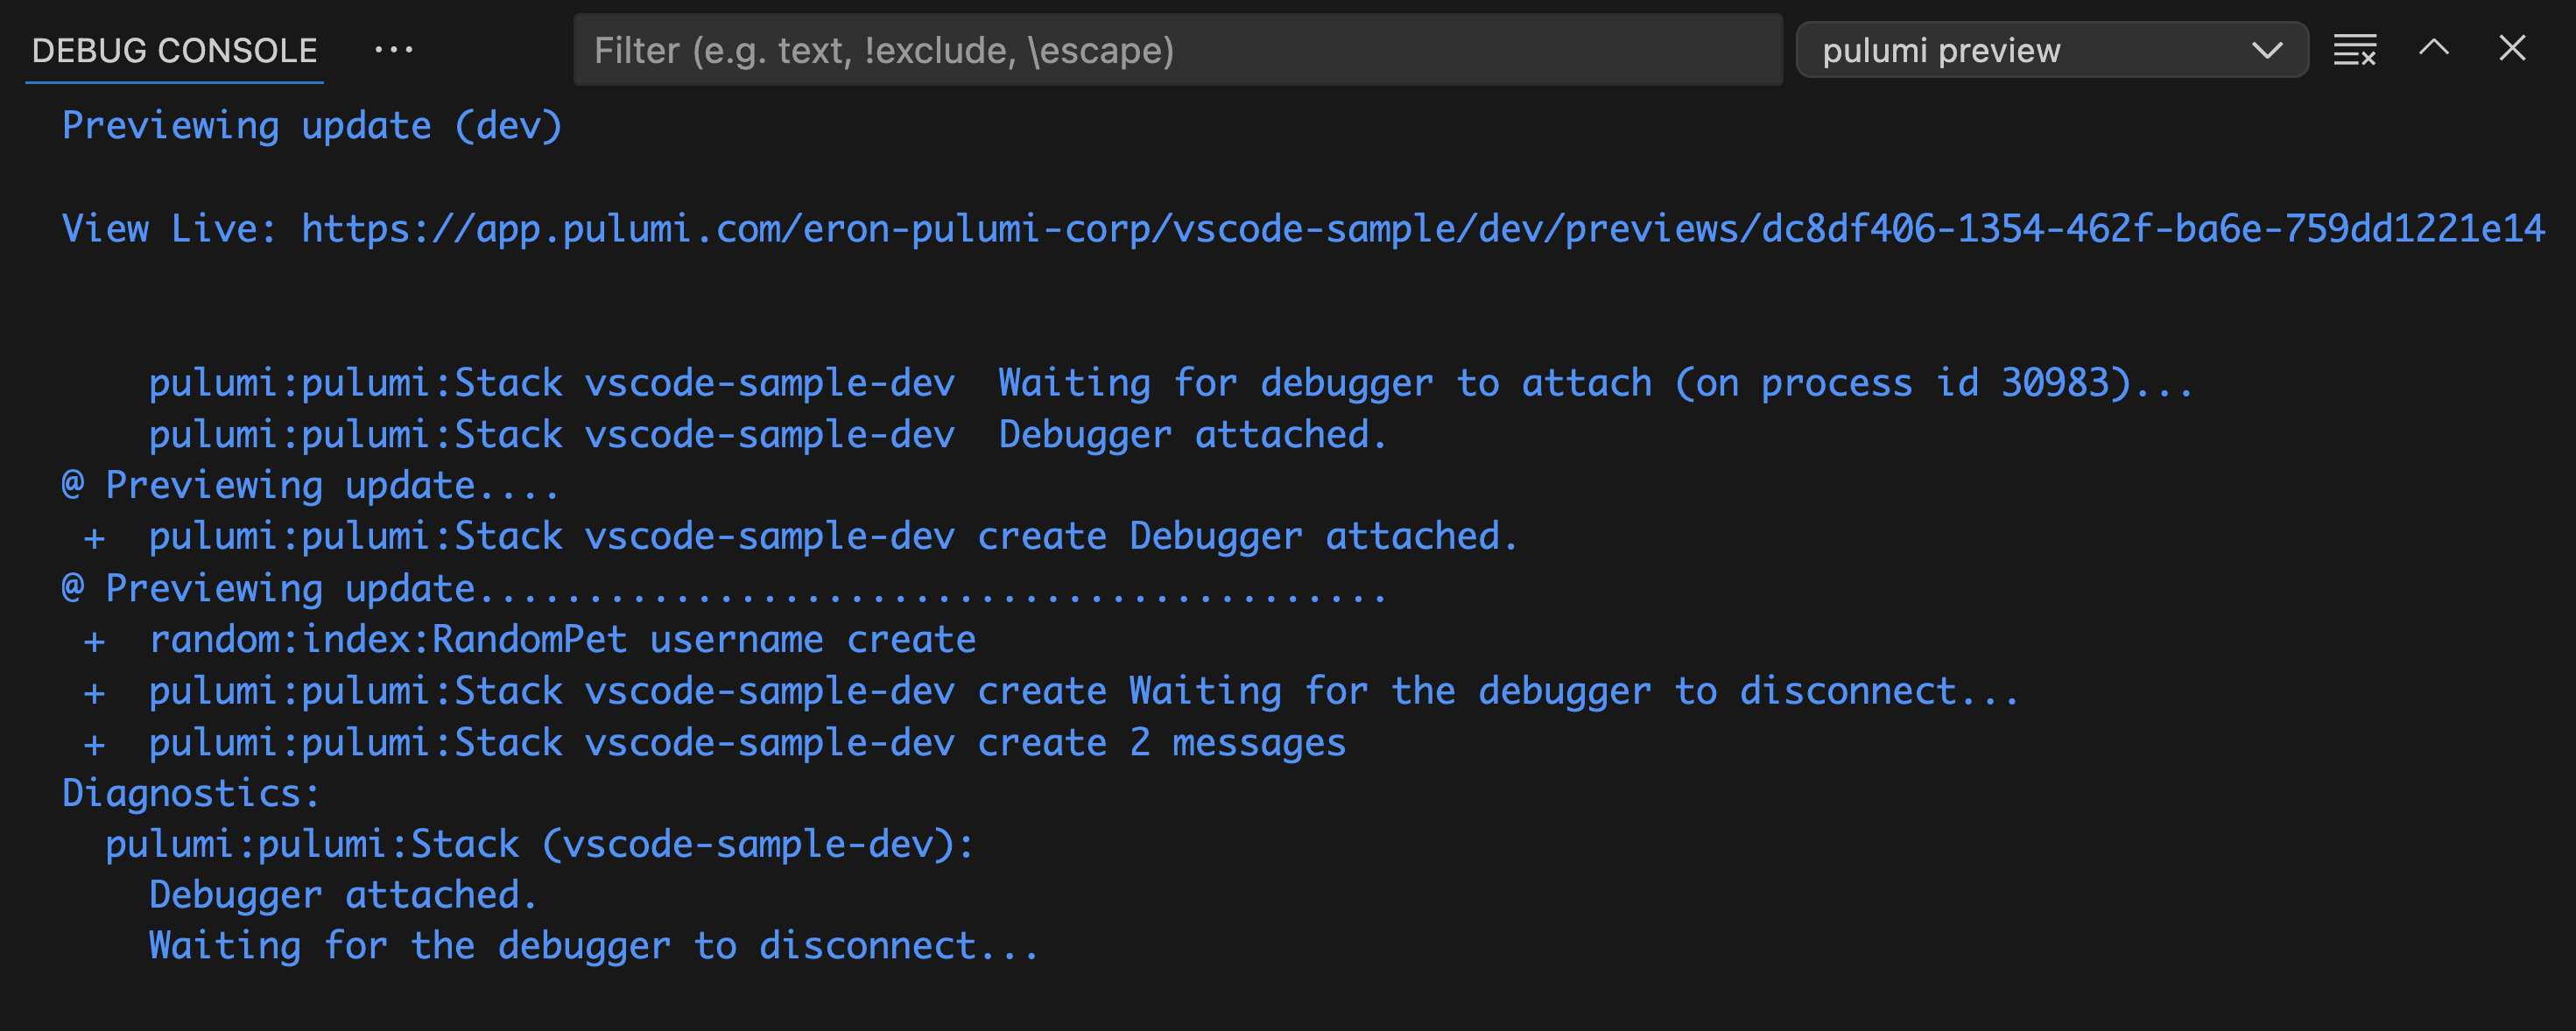 DEBUG CONSOLE ··· Filter (e.g. text, !exclude, \escape) pulumi preview
Previewing update (dev)
View Live: https://app.pulumi.com/eron-pulumi-corp/vscode-sample/dev/previews/dc8df406-1354-462f-ba6e-759dd1221e14
pulumi:pulumi:Stack vscode-sample-dev  Waiting for debugger to attach (on process id 30983)...
pulumi:pulumi:Stack vscode-sample-dev  Debugger attached.
@ Previewing update....
+  pulumi:pulumi:Stack vscode-sample-dev create Debugger attached.
@ Previewing update..........................................
+  random:index:RandomPet username create
+  pulumi:pulumi:Stack vscode-sample-dev create Waiting for the debugger to disconnect...
+  pulumi:pulumi:Stack vscode-sample-dev create 2 messages
Diagnostics:
pulumi:pulumi:Stack (vscode-sample-dev):
Debugger attached.
Waiting for the debugger to disconnect...